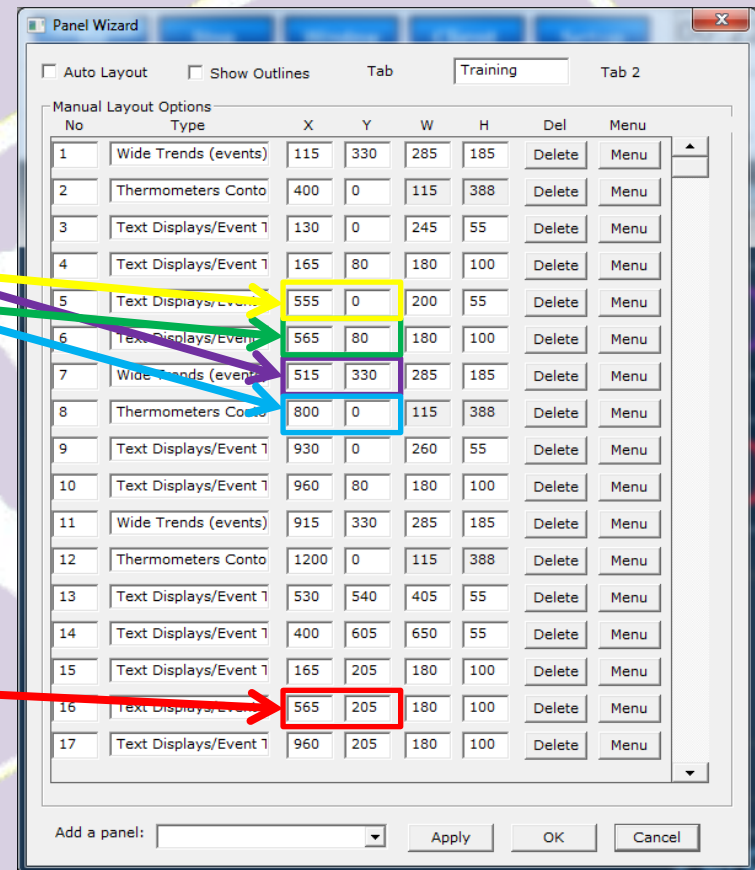 Panel Wizard
Auto Layout Show Outlines Tab Training Tab 2
Manual Layout Options
No Type X Y W H Del Menu
1 Wide Trends (events) 115 330 285 185 Delete Menu
2 Thermometers Conto 400 0 115 388 Delete Menu
3 Text Displays/Event T 130 0 245 55 Delete Menu
4 Text Displays/Event T 165 80 180 100 Delete Menu
5 Text Displays/Event 555 0 200 55 Delete Menu
6 Text Displays/Event 565 80 180 100 Delete Menu
7 Wide Trends (events 515 330 285 185 Delete Menu
8 Thermometers Conto 800 0 115 388 Delete Menu
9 Text Displays/Event T 930 0 260 55 Delete Menu
10 Text Displays/Event T 960 80 180 100 Delete Menu
11 Wide Trends (events) 915 330 285 185 Delete Menu
12 Thermometers Conto 1200 0 115 388 Delete Menu
13 Text Displays/Event T 530 540 405 55 Delete Menu
14 Text Displays/Event T 400 605 650 55 Delete Menu
15 Text Displays/Event T 165 205 180 100 Delete Menu
16 Text Displays/Event 565 205 180 100 Delete Menu
17 Text Displays/Event T 960 205 180 100 Delete Menu
Add a panel: Apply OK Cancel